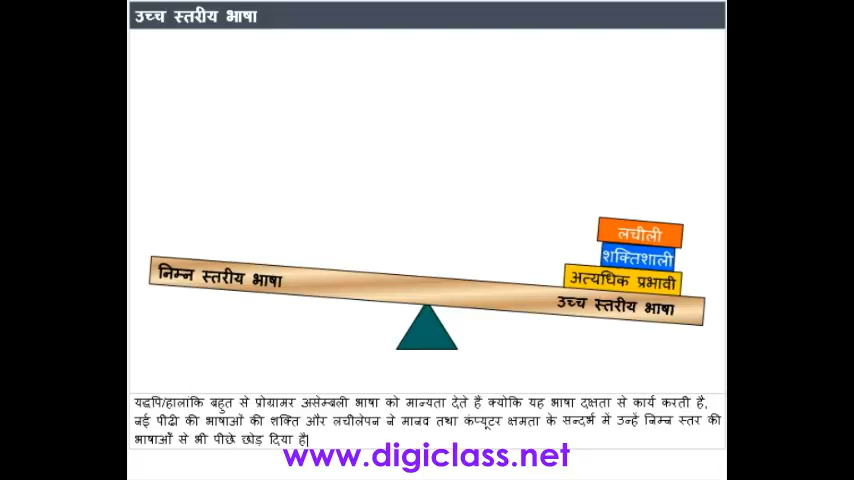 उच्च स्तरीय भाषा
लचीली
शक्तिशाली
अत्यधिक प्रभावी
निम्न स्तरीय भाषा
उच्च स्तरीय भाषा
यद्धपि/हालांकि बहुत से प्रोग्रामर असेम्बली भाषा को मान्यता देते हैं क्योकि यह भाषा दक्षता से कार्य करती है,
नई पीढी की भाषाओं की शक्ति और लचीलेपन ने मानव तथा कंप्यूटर क्षमता के सन्दर्भ में उन्हें निम्न स्तर की
भाषाओँ से भी पीछे छोड़ दिया है|
www.digiclass.net